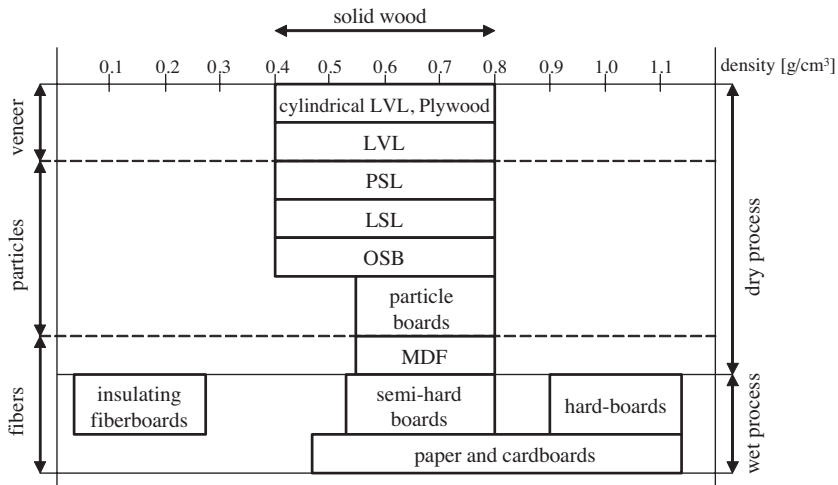 solid wood
0.1 0.2 0.3 0.4 0.5 0.6 0.7 0.8 0.9 1.0 1.1 density [g/cm³]
veneer
cylindrical LVL, Plywood
LVL
particles
PSL
LSL
OSB
particle
boards
dry process
MDF
fibers
insulating
fiberboards
semi-hard
boards
hard-boards
paper and cardboards
wet process